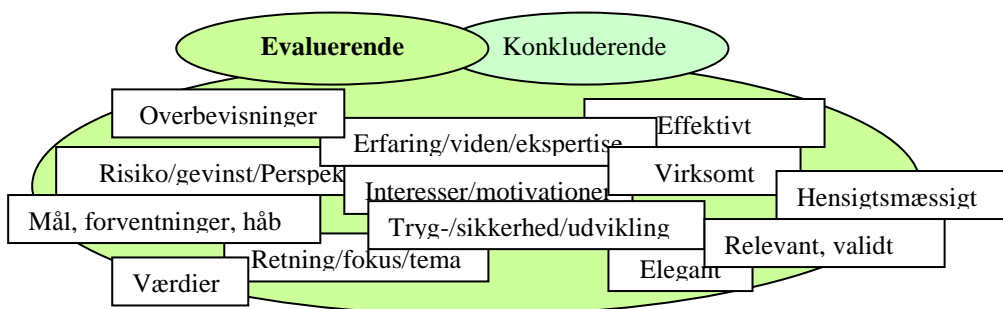 Evaluerende
Konkluderende
Overbevisninger
Effektivt
Erfaring/viden/ekspertise
Risiko/gevinst/Perspek
Virksomt
Interesser/motivationer
Hensigtsmæssigt
Mål, forventninger, håb
Tryg-/sikkerhed/udvikling
Relevant, validt
Retning/fokus/tema
Elegant
Værdier